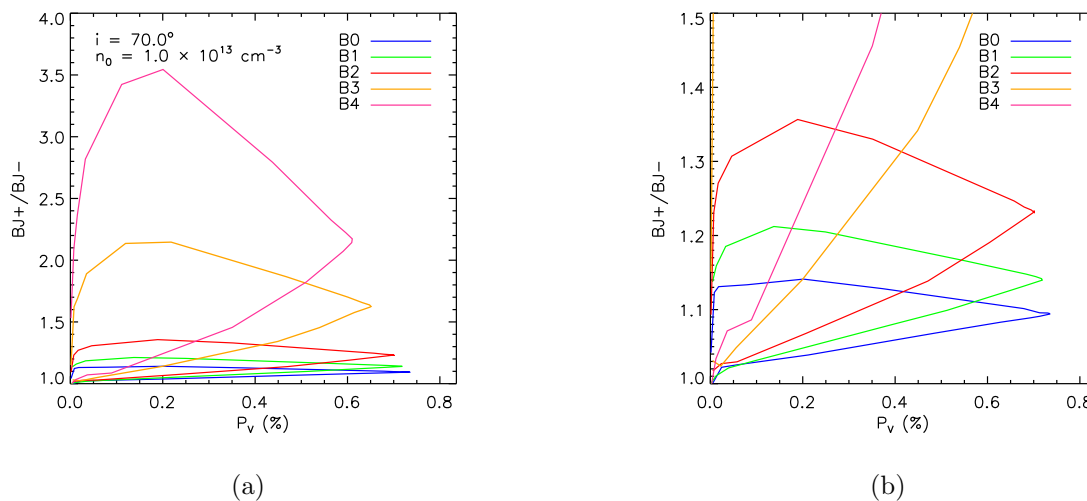 4.0
3.5
3.0
2.5
2.0
1.5
1.0
BJ+/BJ−
i = 70.0°
n₀ = 1.0 × 10¹³ cm⁻³
B0
B1
B2
B3
B4
0.0 0.2 0.4 0.6 0.8
Pᵥ (%)
(a)
1.5
1.4
1.3
1.2
1.1
1.0
BJ+/BJ−
B0
B1
B2
B3
B4
0.0 0.2 0.4 0.6 0.8
Pᵥ (%)
(b)